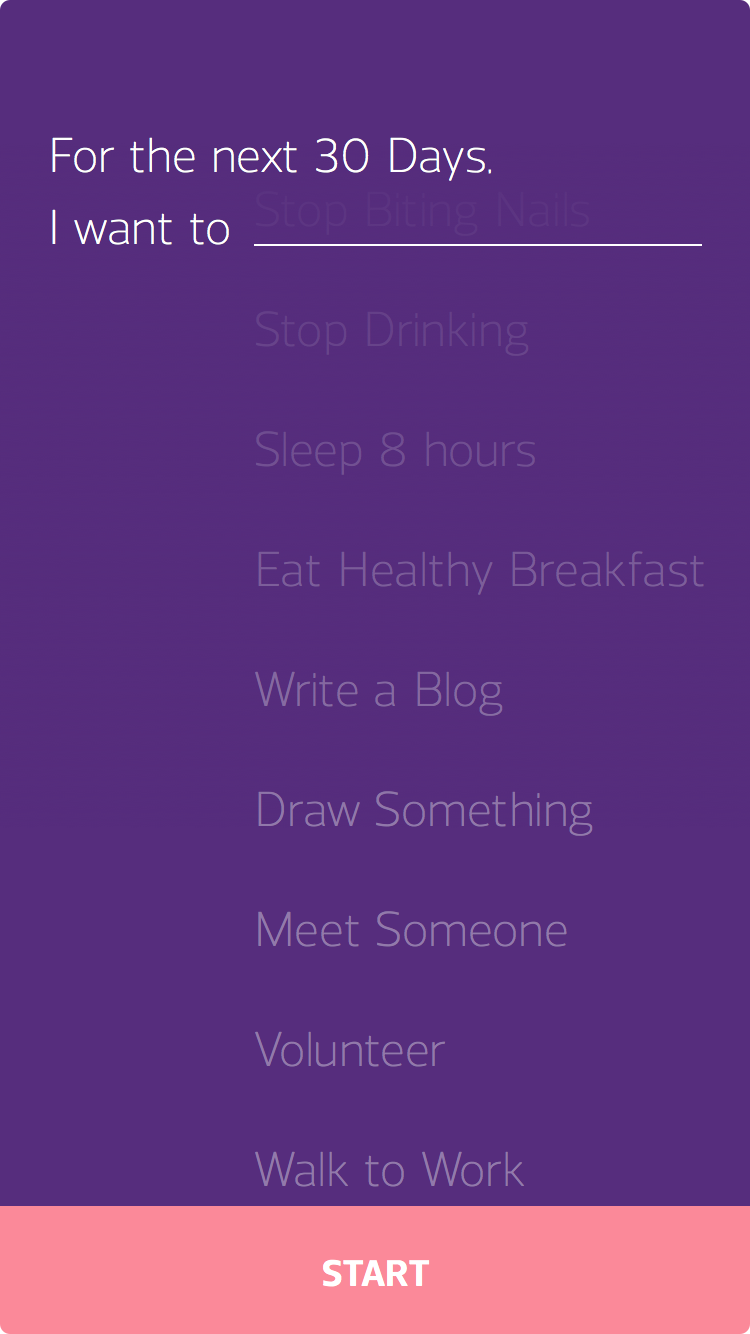 For the next 30 Days,
Stop Biting Nails
I want to
Stop Drinking
Sleep 8 hours
Eat Healthy Breakfast
Write a Blog
Draw Something
Meet Someone
Volunteer
Walk to Work
START